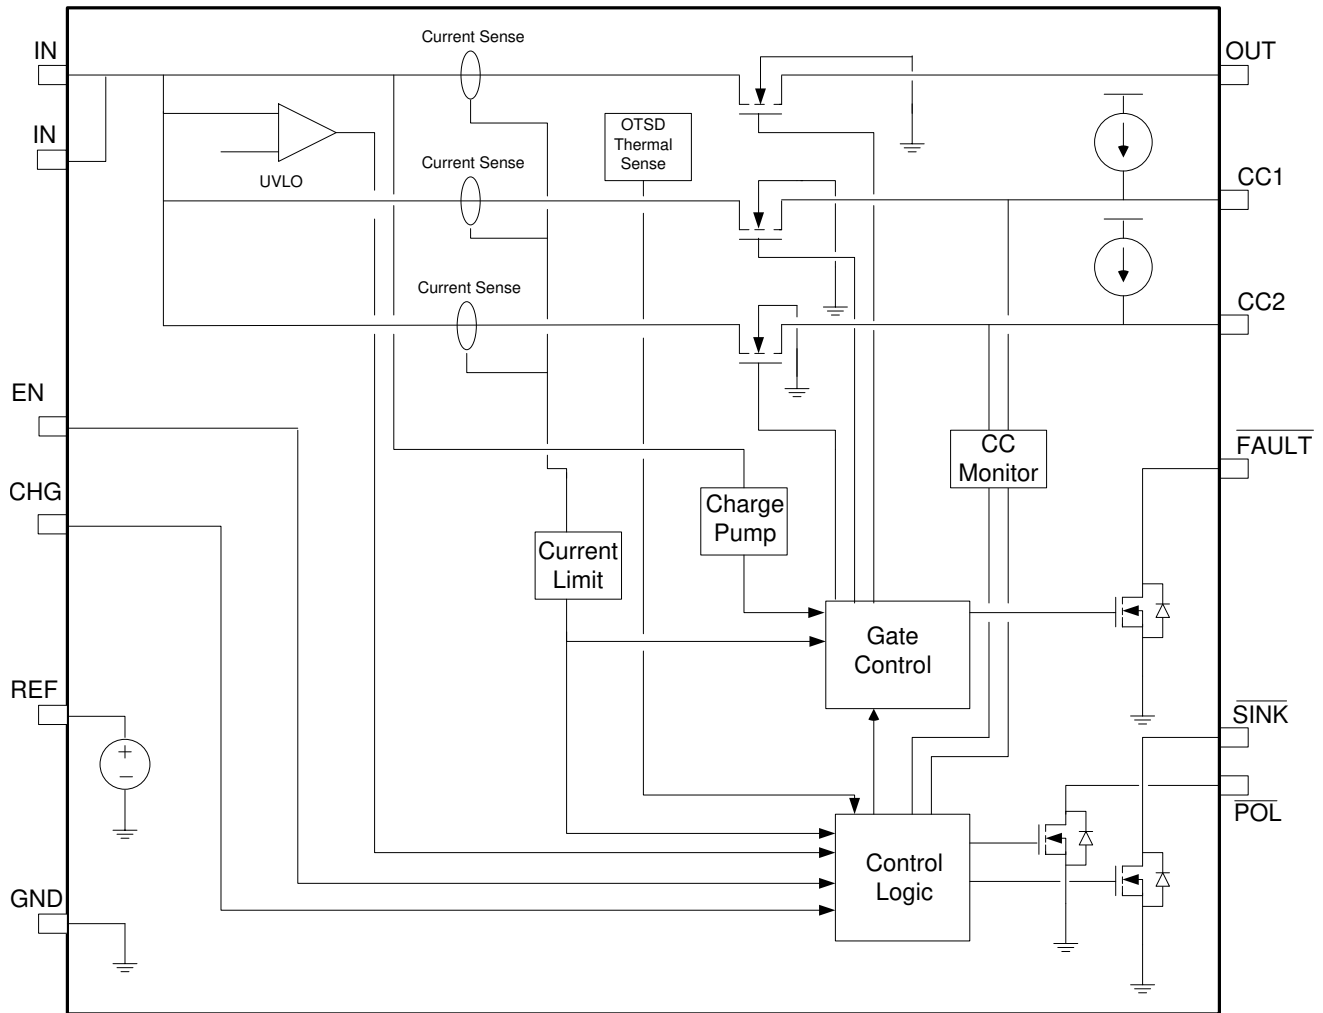 Current Sense
IN
OUT
IN
OTSD
Thermal
Sense
UVLO
Current Sense
CC1
Current Sense
CC2
EN
CC
Monitor
FAULT
CHG
Charge
Pump
Current
Limit
Gate
Control
REF
SINK
+
−
POL
Control
Logic
GND